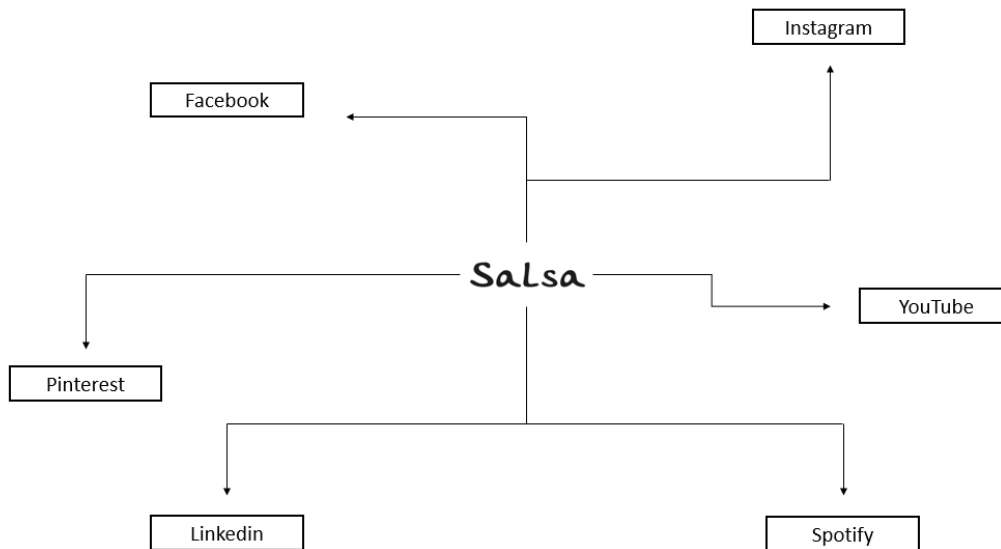 Instagram
Facebook
Salsa
YouTube
Pinterest
Linkedin
Spotify